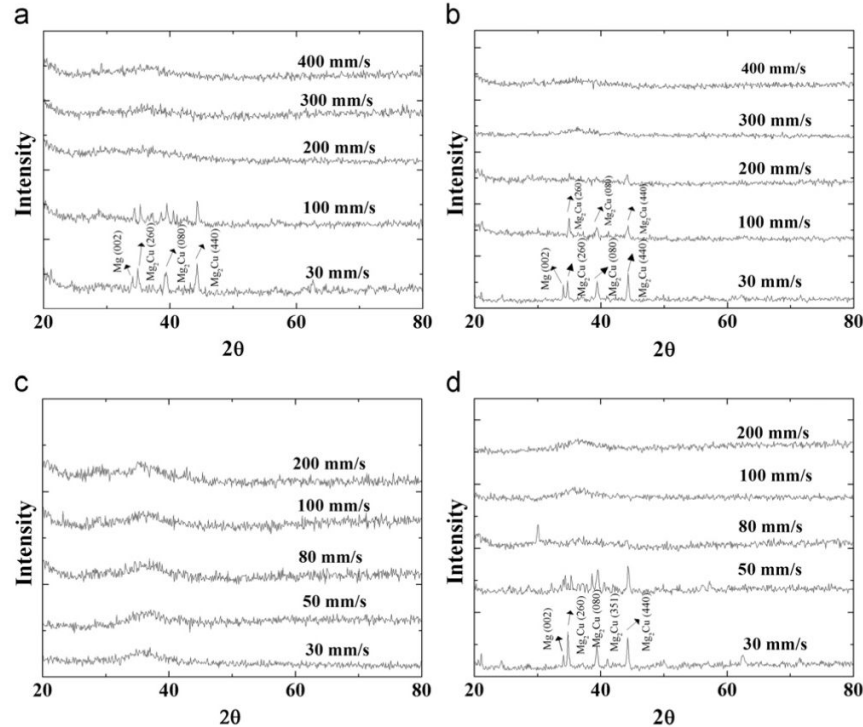 a
400 mm/s
300 mm/s
200 mm/s
100 mm/s
Mg (002)
Mg₂Cu (260)
Mg₂Cu (080)
Mg₂Cu (440)
30 mm/s
Intensity
20 40 60 80
2θ
b
400 mm/s
300 mm/s
200 mm/s
Mg₂Cu (260)
Mg₂Cu (080)
Mg₂Cu (440)
100 mm/s
Mg (002)
Mg₂Cu (260)
Mg₂Cu (080)
Mg₂Cu (440)
30 mm/s
Intensity
20 40 60 80
2θ
c
200 mm/s
100 mm/s
80 mm/s
50 mm/s
30 mm/s
Intensity
20 40 60 80
2θ
d
200 mm/s
100 mm/s
80 mm/s
50 mm/s
Mg (002)
Mg₂Cu (260)
Mg₂Cu (080)
Mg₂Cu (351)
Mg₂Cu (440)
30 mm/s
Intensity
20 40 60 80
2θ